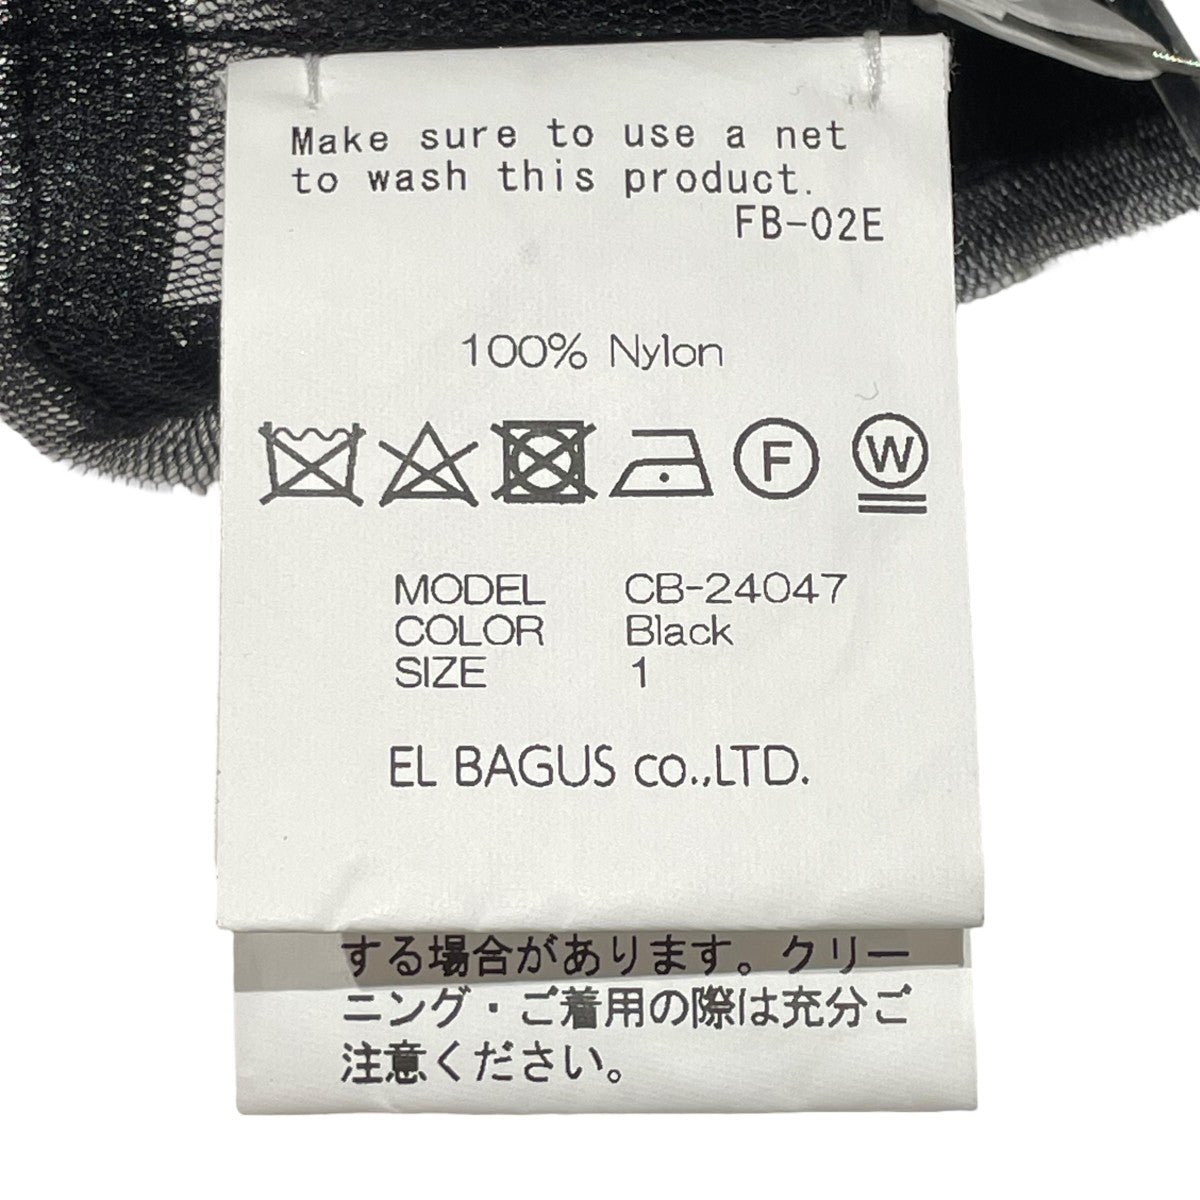 Make sure to use a net
to wash this product.
FB-02E
100% Nylon
F W
MODEL CB-24047
COLOR Black
SIZE 1
EL BAGUS co.,LTD.
する場合があります。クリー
ニング・ご着用の際は充分ご
注意ください。